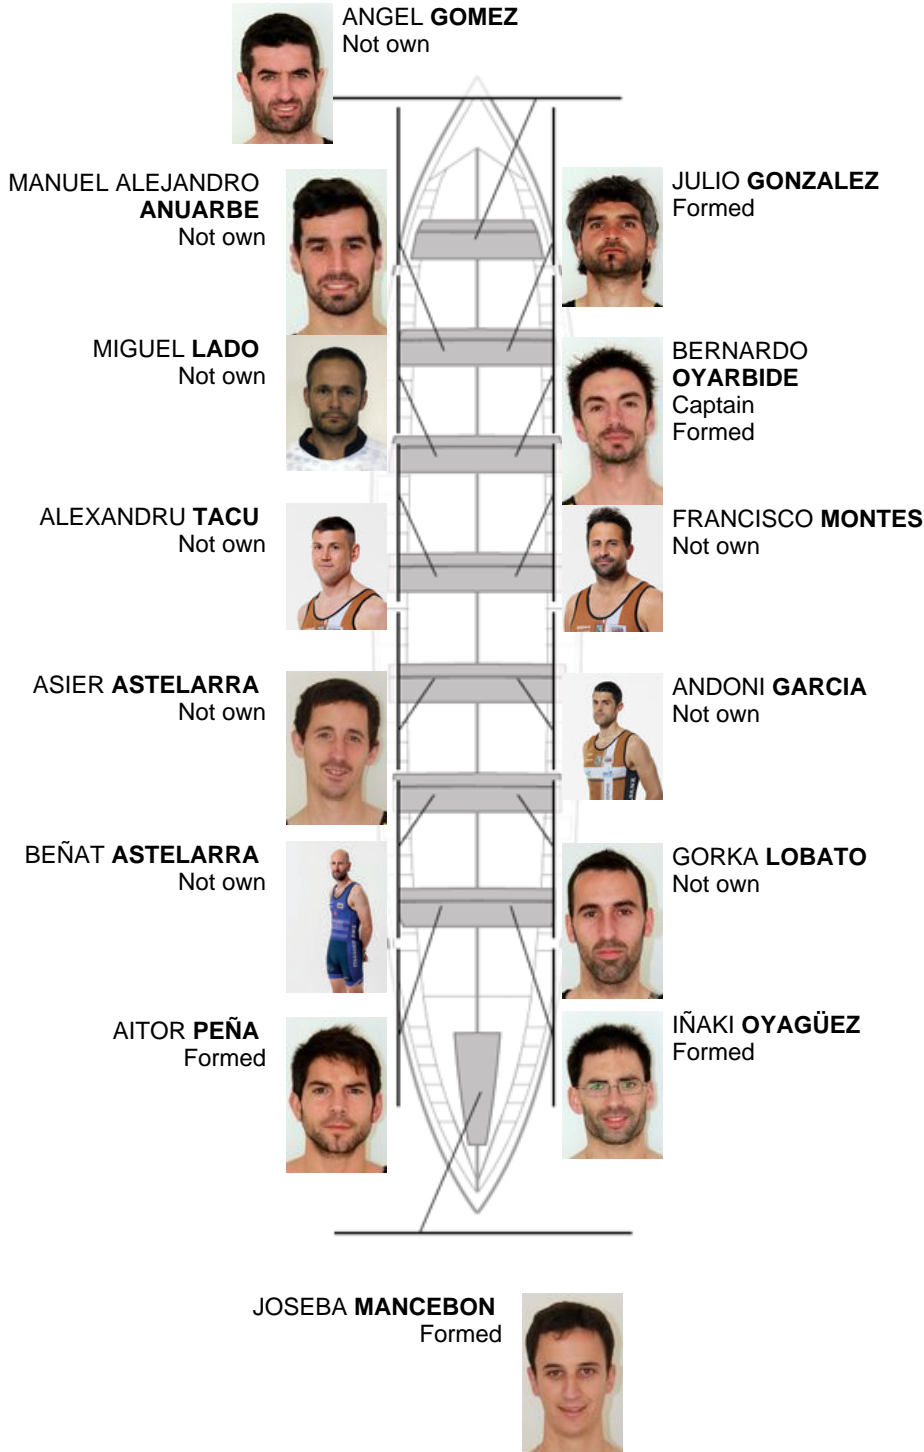 ANGEL GOMEZ
Not own
MANUEL ALEJANDRO
ANUARBE
Not own
JULIO GONZALEZ
Formed
MIGUEL LADO
Not own
BERNARDO
OYARBIDE
Captain
Formed
ALEXANDRU TACU
Not own
FRANCISCO MONTES
Not own
ASIER ASTELARRA
Not own
ANDONI GARCIA
Not own
BEÑAT ASTELARRA
Not own
GORKA LOBATO
Not own
AITOR PEÑA
Formed
IÑAKI OYAGÜEZ
Formed
JOSEBA MANCEBON
Formed